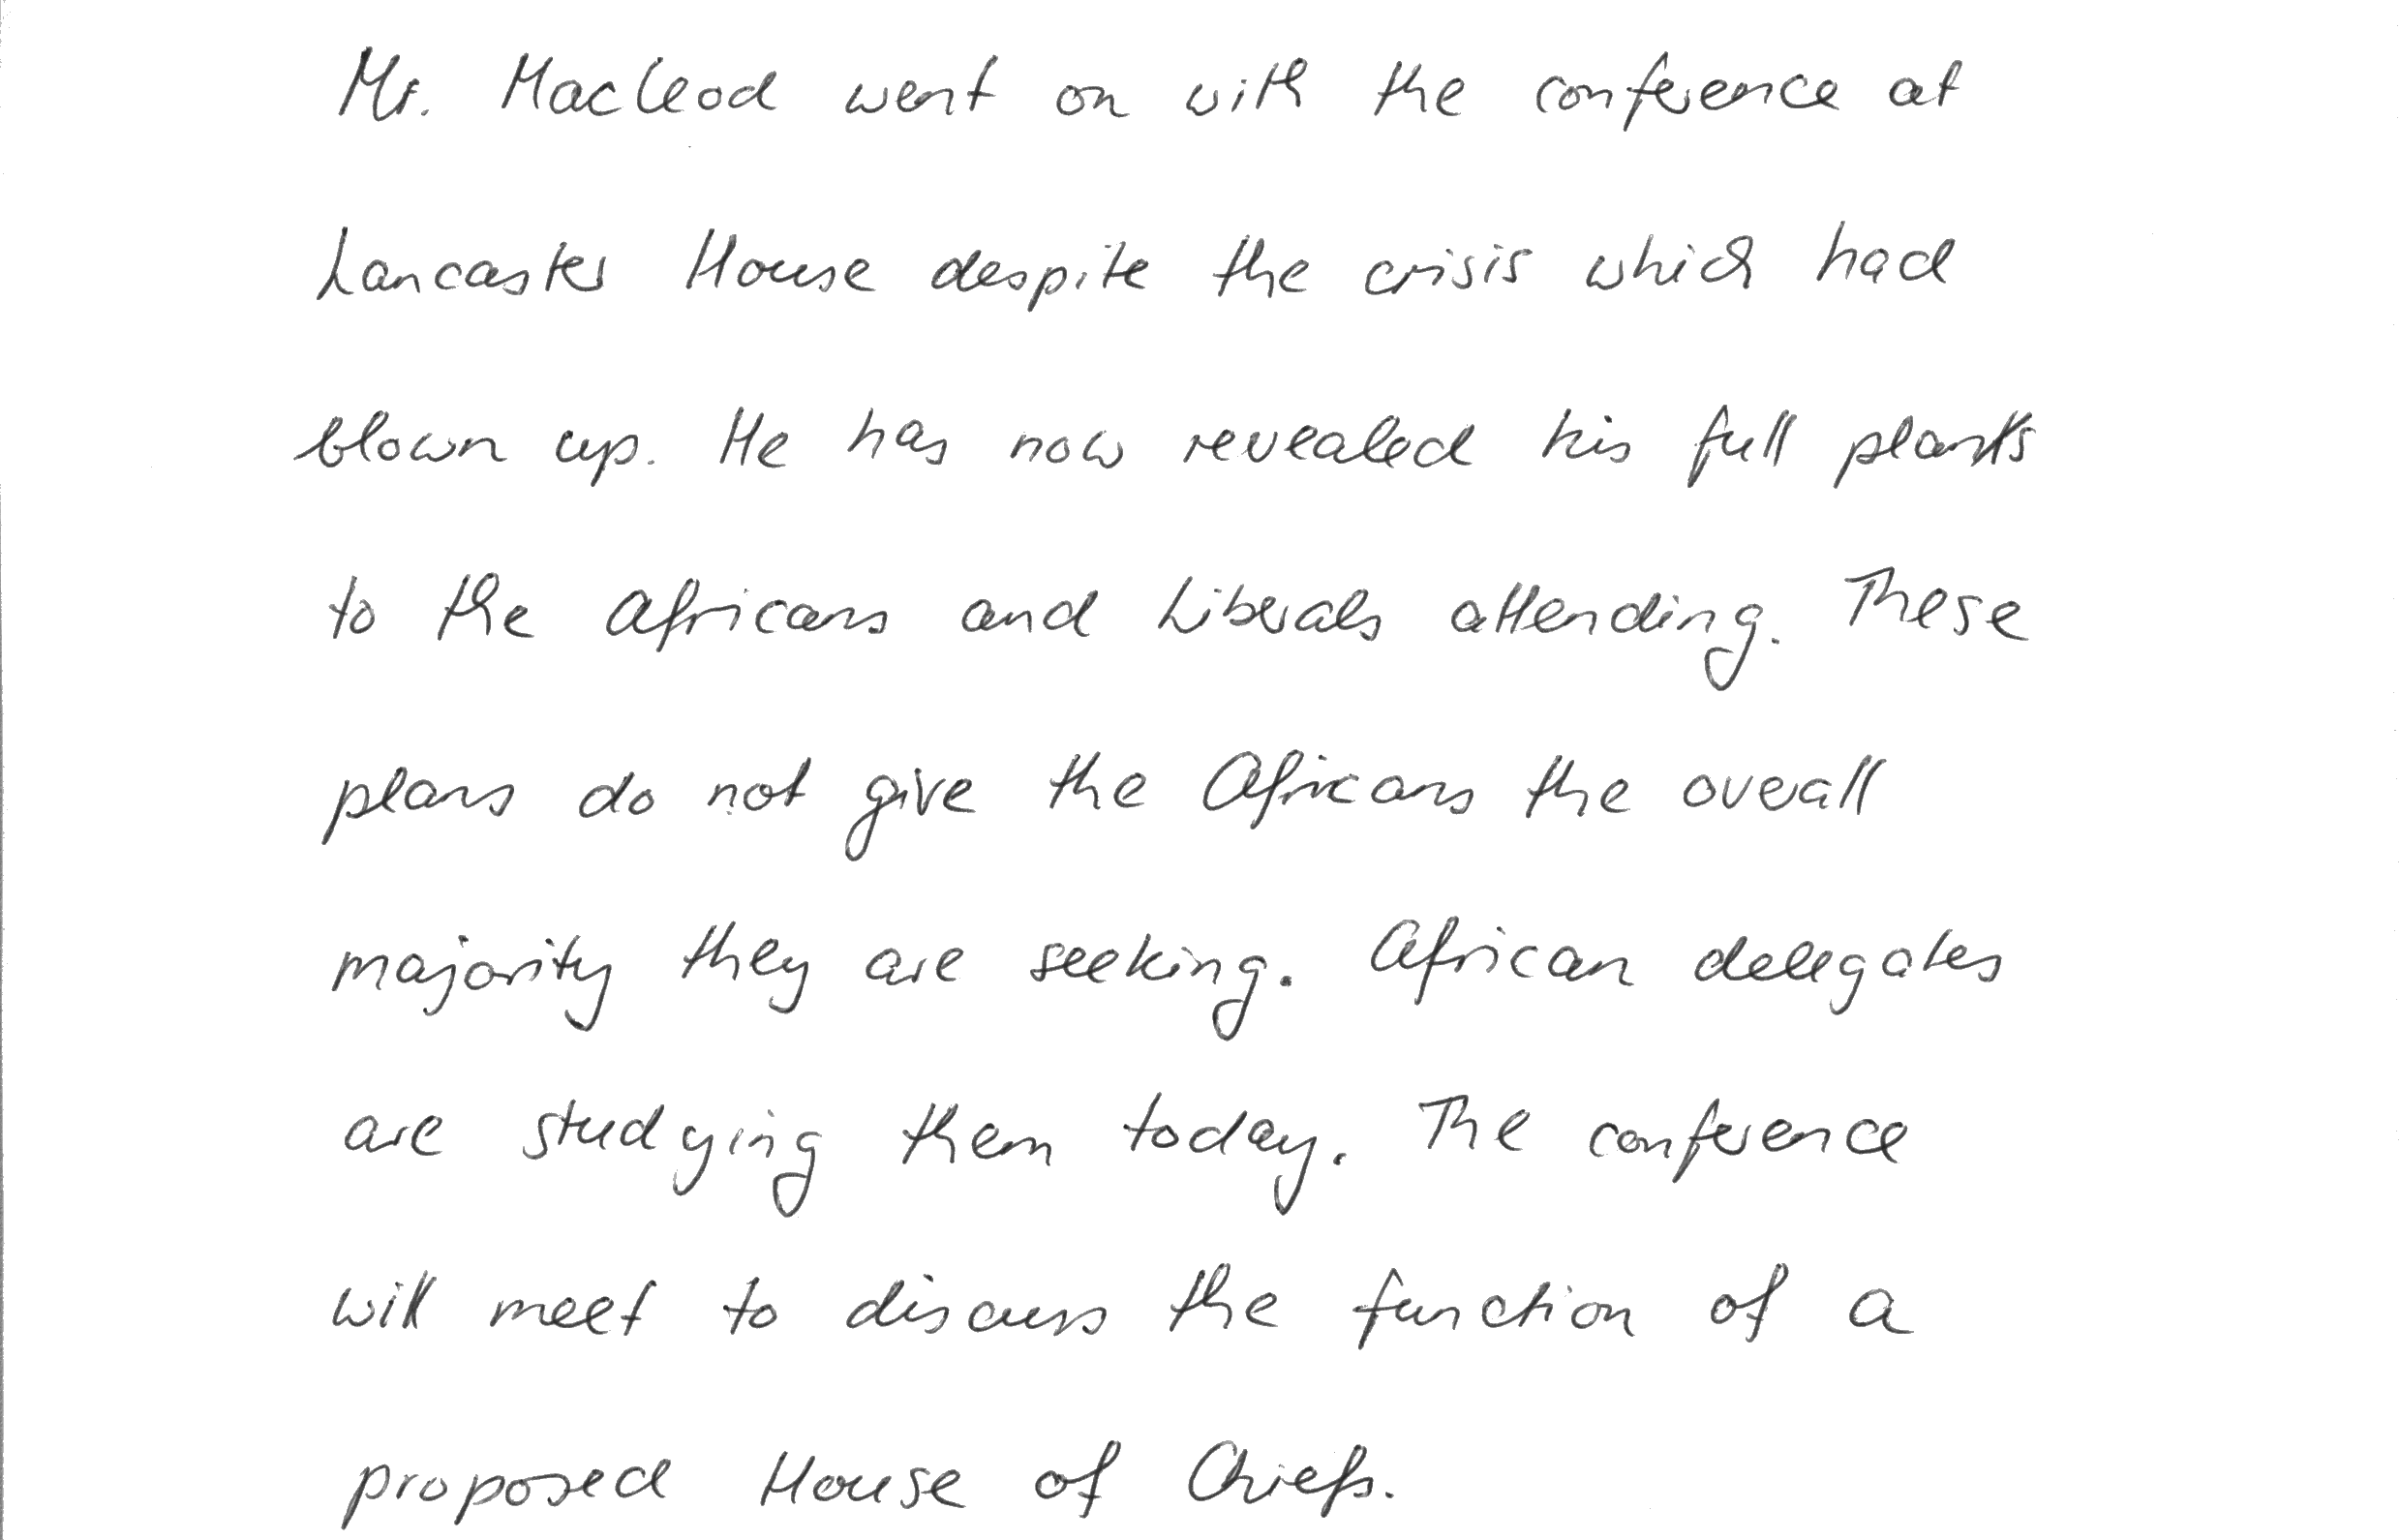 Mr. Macleod went on with the conference at
Lancaster House despite the crisis which had
blown up. He has now revealed his full plans
to the Africans and Liberals attending. These
plans do not give the Africans the overall
majority they are seeking. African delegates
are studying them today. The conference
will meet to discuss the function of a
proposed House of Chiefs.